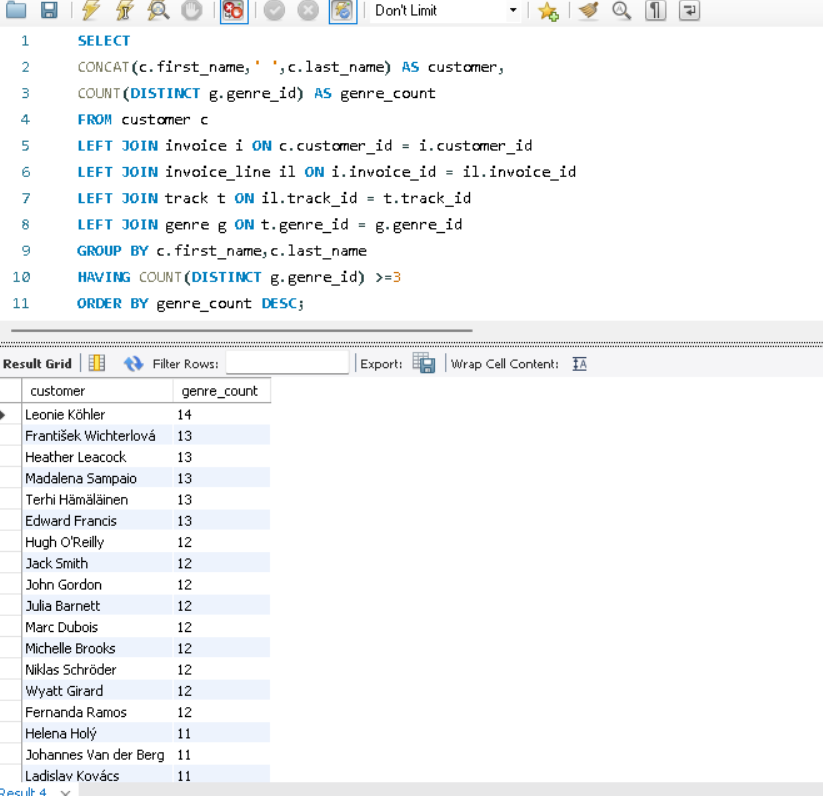 Don't Limit
1 SELECT
2 CONCAT(c.first_name,' ',c.last_name) AS customer,
3 COUNT(DISTINCT g.genre_id) AS genre_count
4 FROM customer c
5 LEFT JOIN invoice i ON c.customer_id = i.customer_id
6 LEFT JOIN invoice_line il ON i.invoice_id = il.invoice_id
7 LEFT JOIN track t ON il.track_id = t.track_id
8 LEFT JOIN genre g ON t.genre_id = g.genre_id
9 GROUP BY c.first_name,c.last_name
10 HAVING COUNT(DISTINCT g.genre_id) >=3
11 ORDER BY genre_count DESC;
Result Grid Filter Rows: Export: Wrap Cell Content: IA
customer genre_count
Leonie Köhler 14
František Wichterlová 13
Heather Leacock 13
Madalena Sampaio 13
Terhi Hämäläinen 13
Edward Francis 13
Hugh O'Reilly 12
Jack Smith 12
John Gordon 12
Julia Barnett 12
Marc Dubois 12
Michelle Brooks 12
Niklas Schröder 12
Wyatt Girard 12
Fernanda Ramos 12
Helena Holý 11
Johannes Van der Berg 11
Ladislav Kovács 11
Result 4